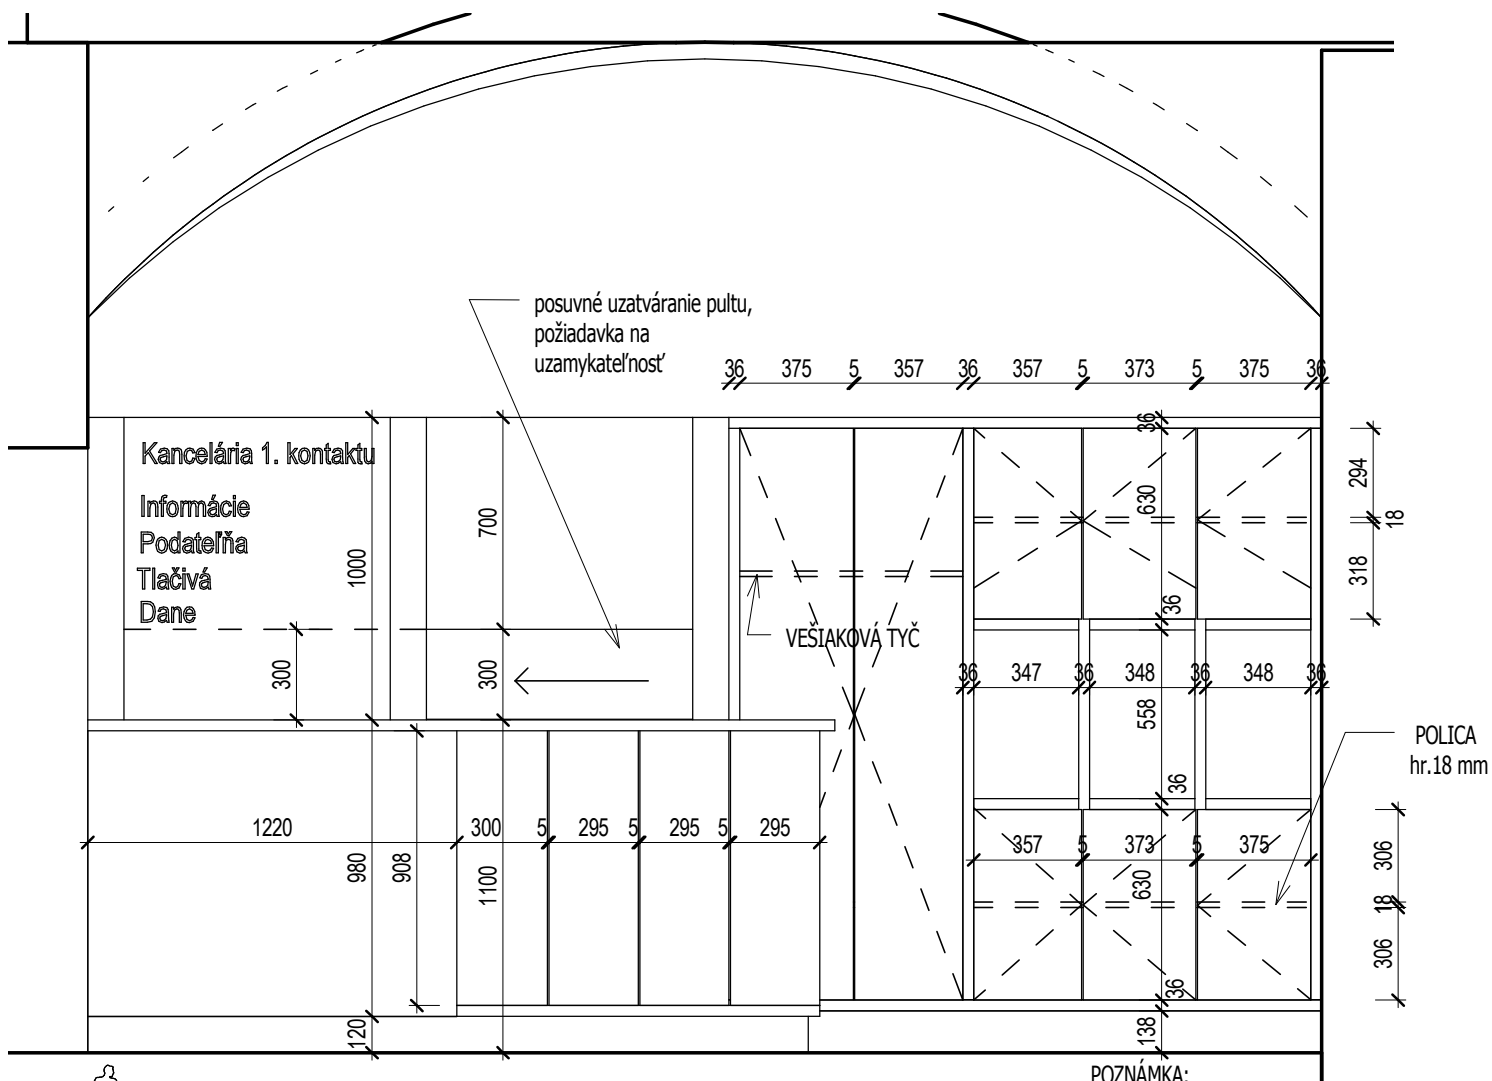 posuvné uzatváranie pultu,
požiadavka na
uzamykateľnosť
36 375 5 357 36 357 5 373 5 375 36
Kancelária 1. kontaktu
Informácie
Podateľňa
Tlačivá
Dane
1000
700
300
300
VEŠIAKOVÁ TYČ
36
630
36
294
18
318
36 347 36 348 36 348 36
558
36
POLICA
hr.18 mm
1220 300 5 295 5 295 5 295
980
908
1100
120
357 5 373 5 375
630
36
138
306
18
306
POZNÁMKA: